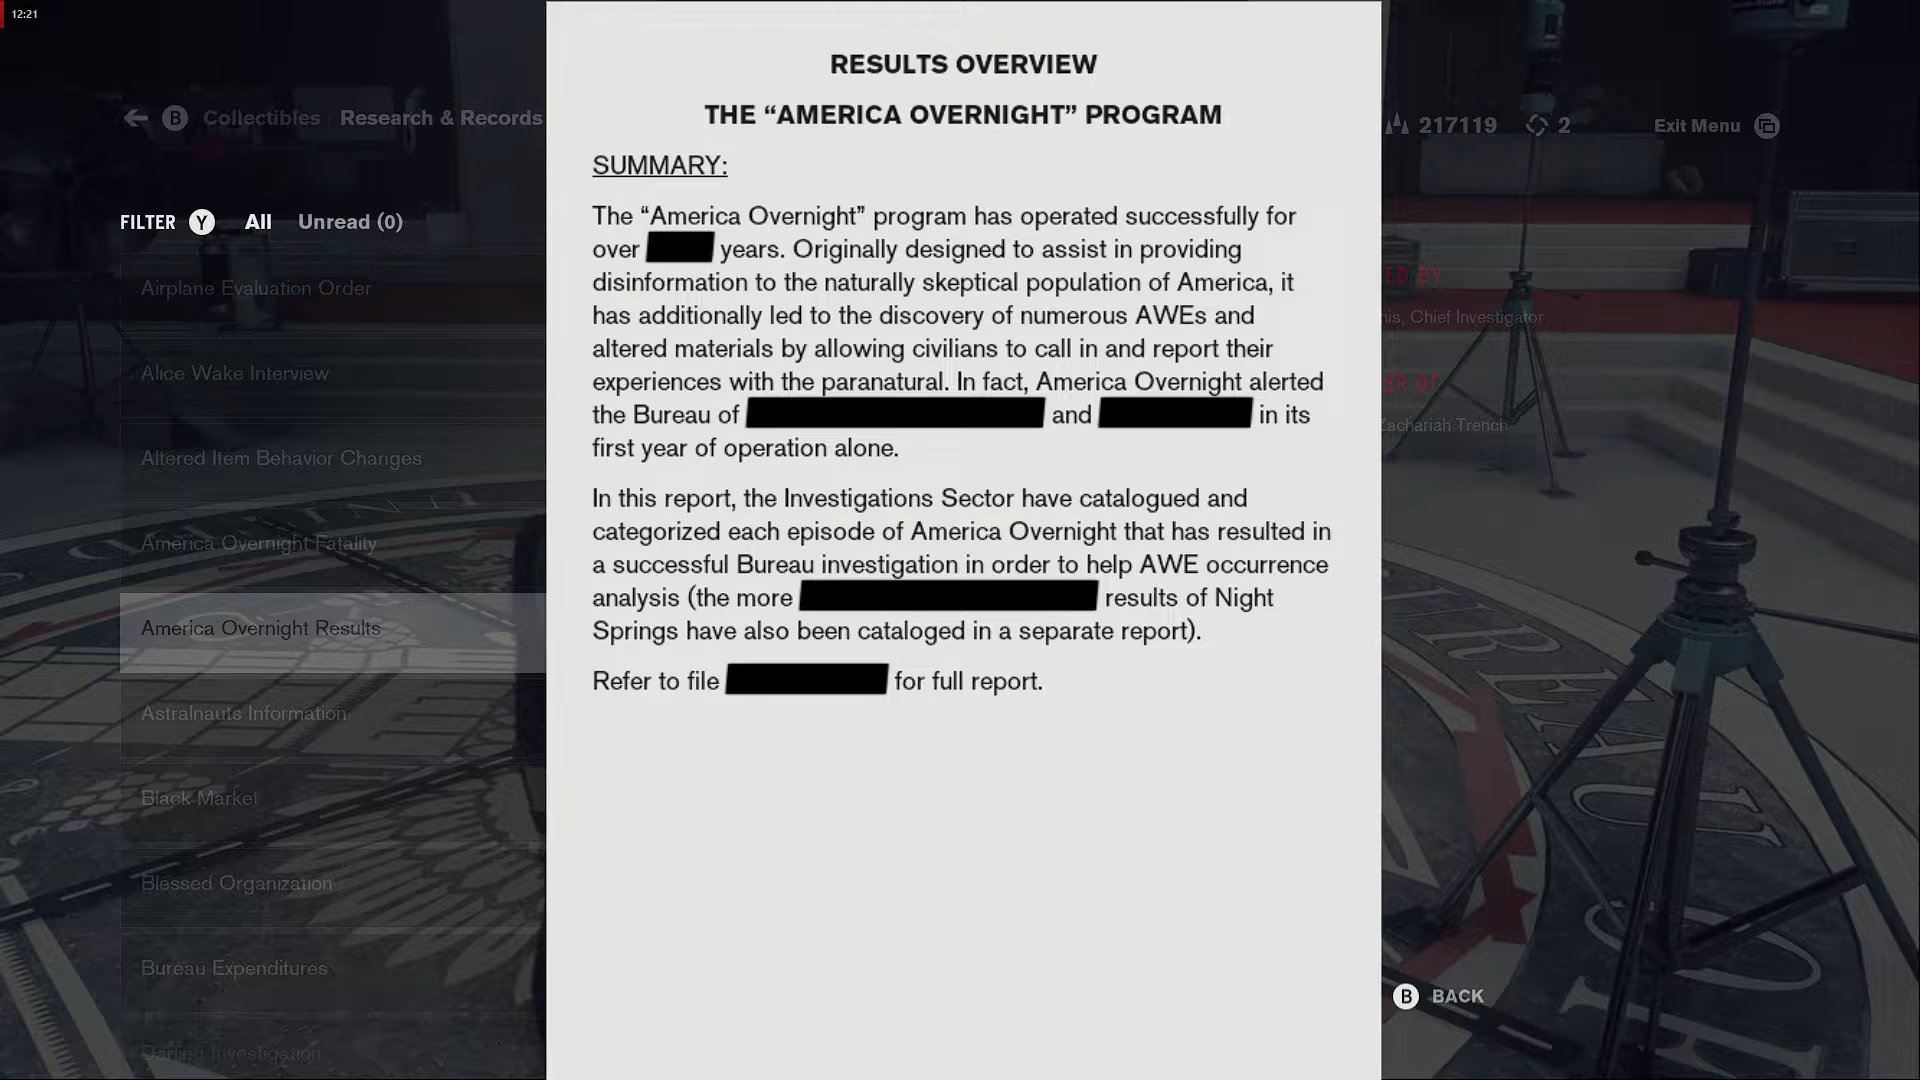 12:21
B Collectibles Research & Records
217119 2 Exit Menu
FILTER Y All Unread (0)
Airplane Evaluation Order
Alice Wake Interview
Altered Item Behavior Changes
America Overnight Fatality
America Overnight Results
Astralnauts Information
Black Market
Blessed Organization
Bureau Expenditures
Darling Investigation
RESULTS OVERVIEW
THE “AMERICA OVERNIGHT” PROGRAM
SUMMARY:
The “America Overnight” program has operated successfully for
over years. Originally designed to assist in providing
disinformation to the naturally skeptical population of America, it
has additionally led to the discovery of numerous AWEs and
altered materials by allowing civilians to call in and report their
experiences with the paranatural. In fact, America Overnight alerted
the Bureau of and in its
first year of operation alone.
In this report, the Investigations Sector have catalogued and
categorized each episode of America Overnight that has resulted in
a successful Bureau investigation in order to help AWE occurrence
analysis (the more results of Night
Springs have also been cataloged in a separate report).
Refer to file for full report.
ED BY
nis, Chief Investigator
ER OF
Zachariah Trench
B BACK